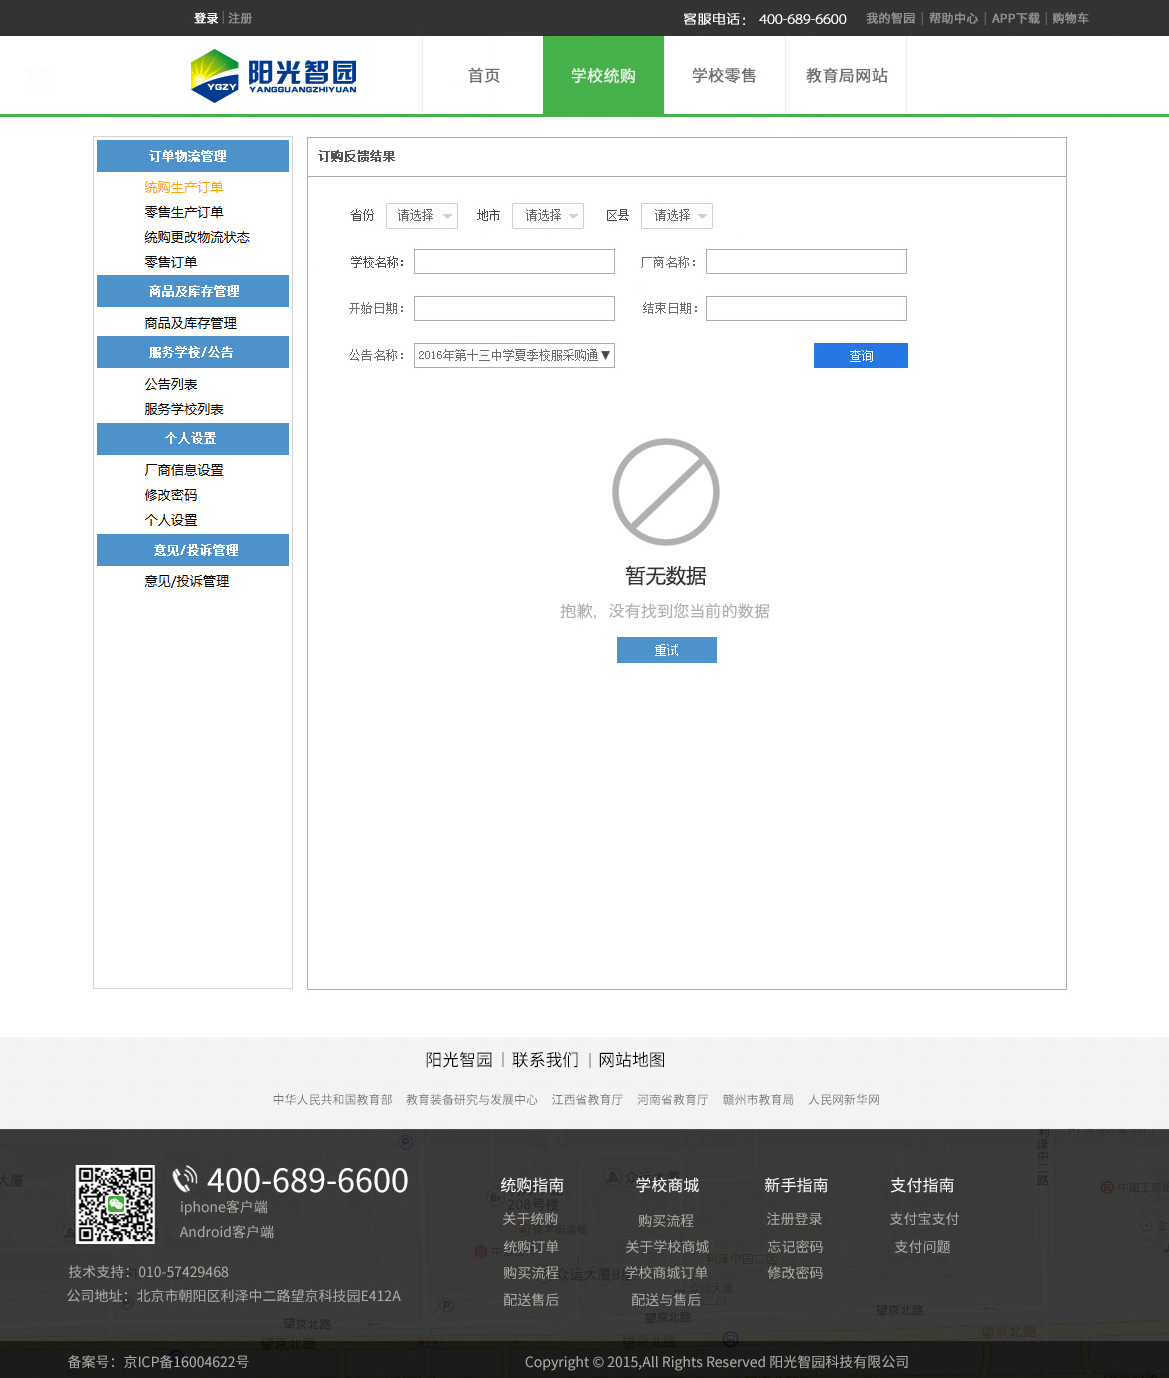 登录 | 注册
客服电话： 400-689-6600 我的智园 | 帮助中心 | APP下载 | 购物车
YGZY 阳光智园 YANGGUANGZHIYUAN
首页 学校统购 学校零售 教育局网站
订单物流管理
统购生产订单
零售生产订单
统购更改物流状态
零售订单
商品及库存管理
商品及库存管理
服务学校/公告
公告列表
服务学校列表
个人设置
厂商信息设置
修改密码
个人设置
意见/投诉管理
意见/投诉管理
订购反馈结果
省份 请选择 地市 请选择 区县 请选择
学校名称： 厂商名称：
开始日期： 结束日期：
公告名称： 2016年第十三中学夏季校服采购通 查询
暂无数据
抱歉，没有找到您当前的数据
重试
阳光智园 | 联系我们 | 网站地图
中华人民共和国教育部 教育装备研究与发展中心 江西省教育厅 河南省教育厅 赣州市教育局 人民网新华网
400-689-6600
iphone客户端
Android客户端
技术支持：010-57429468
公司地址：北京市朝阳区利泽中二路望京科技园E412A
统购指南
关于统购
统购订单
购买流程
配送售后
学校商城
购买流程
关于学校商城
学校商城订单
配送与售后
新手指南
注册登录
忘记密码
修改密码
支付指南
支付宝支付
支付问题
利泽中二路
望京北路
望京北路
望京北路
备案号：京ICP备16004622号
Copyright © 2015,All Rights Reserved 阳光智园科技有限公司